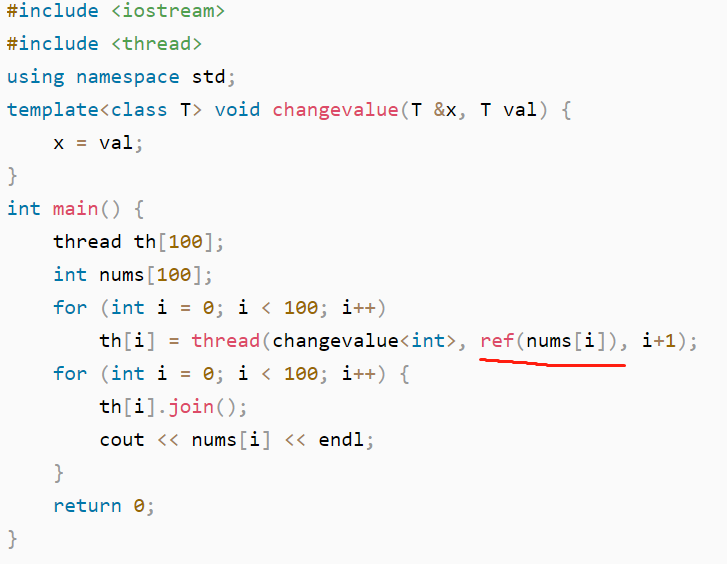 #include <iostream>
#include <thread>
using namespace std;
template<class T> void changevalue(T &x, T val) {
    x = val;
}
int main() {
    thread th[100];
    int nums[100];
    for (int i = 0; i < 100; i++)
        th[i] = thread(changevalue<int>, ref(nums[i]), i+1);
    for (int i = 0; i < 100; i++) {
        th[i].join();
        cout << nums[i] << endl;
    }
    return 0;
}